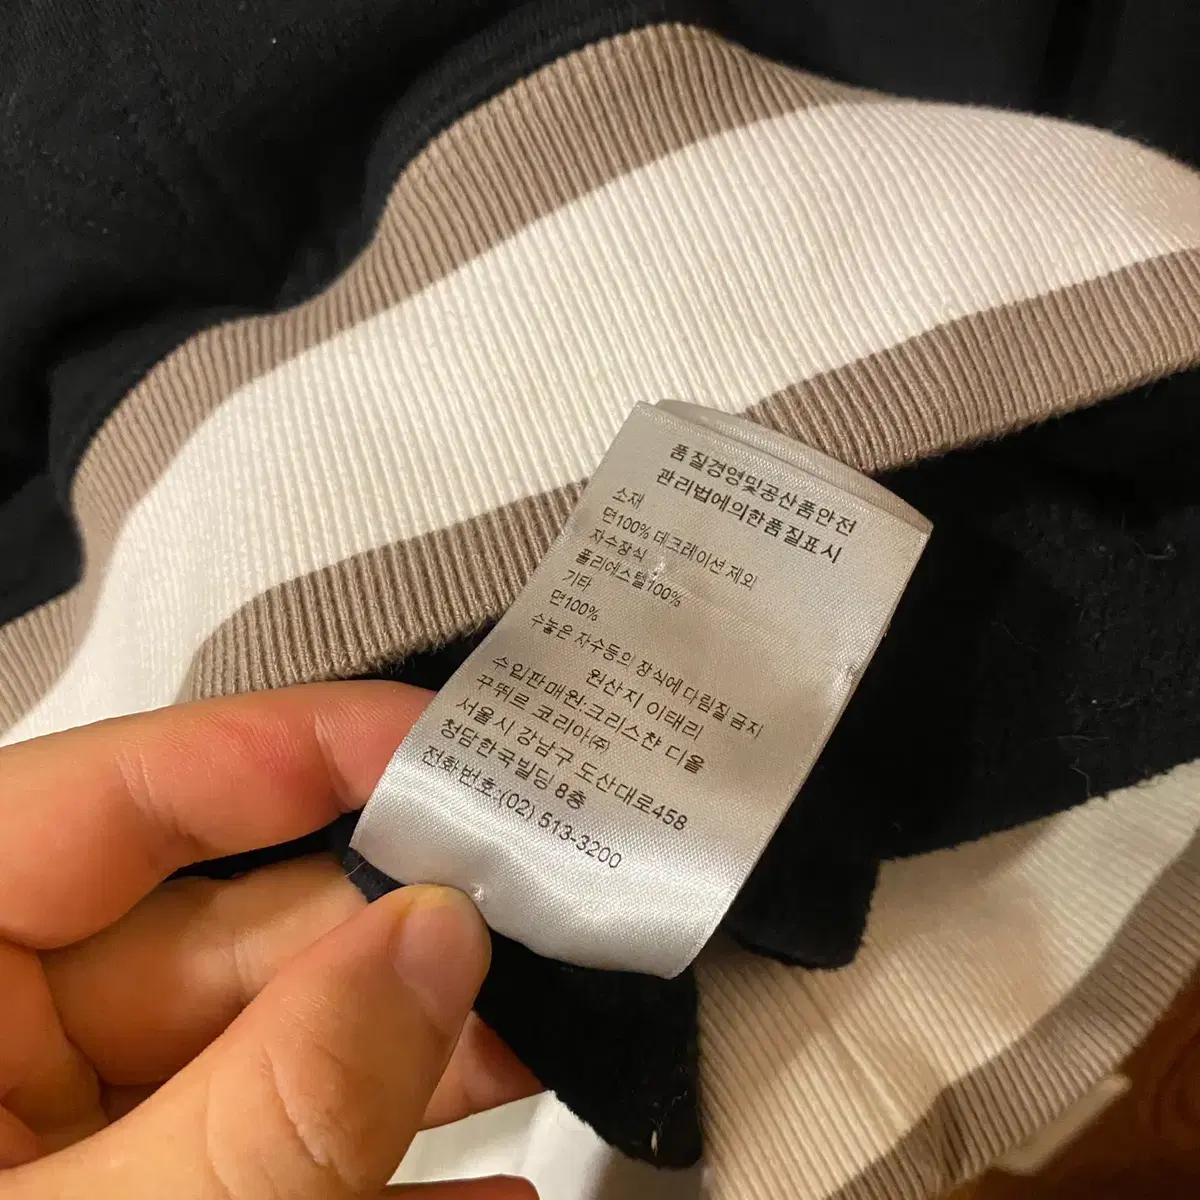 품질경영및공산품안전
관리법에의한품질표시
소재
면100% 데크레이션 제외
자수장식
폴리에스텔100%
기타
면100%
수놓은 자수등의 장식에 다림질 금지
원산지 이태리
수입판매원:크리스챤 디올
꾸뛰르 코리아㈜
서울시 강남구 도산대로458
청담한국빌딩 8층
전화번호:(02) 513-3200